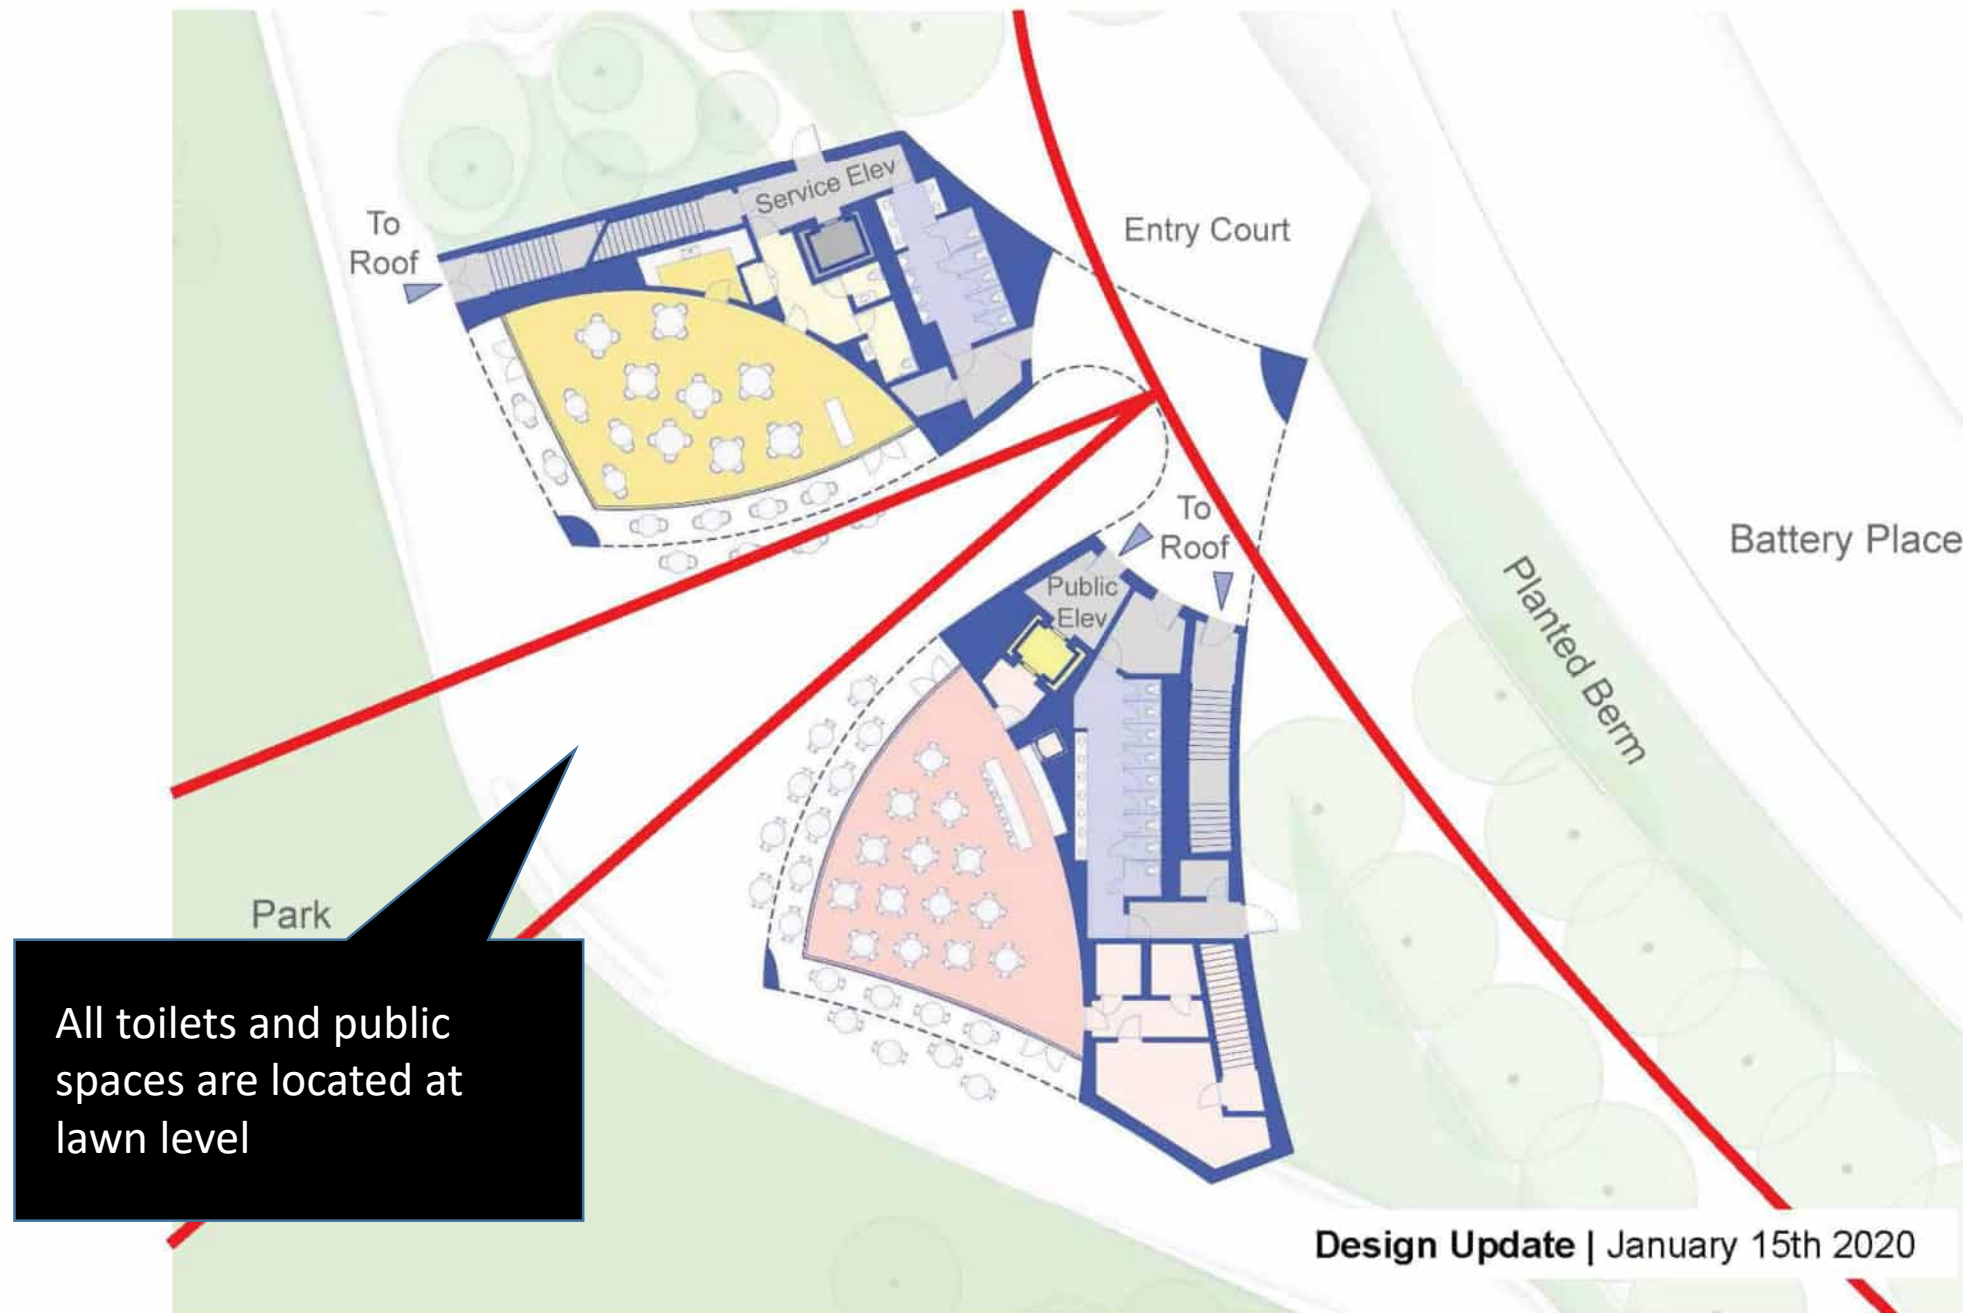 Service Elev
To
Roof
Entry Court
To
Roof
Public
Elev
Battery Place
Planted Berm
Park
All toilets and public
spaces are located at
lawn level
Design Update | January 15th 2020